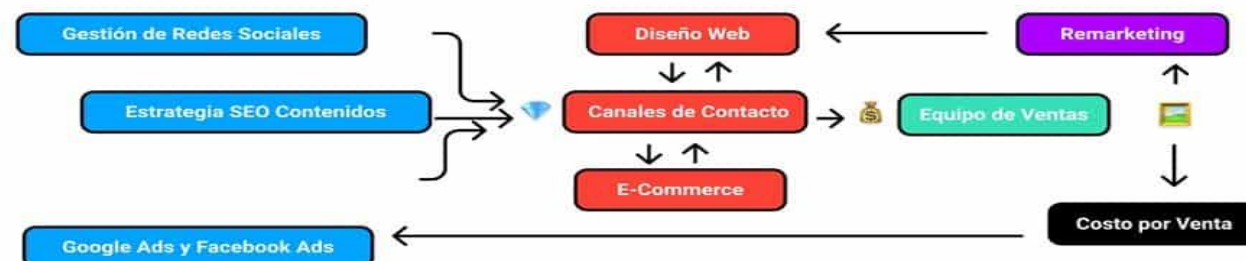 Gestión de Redes Sociales
Diseño Web
Remarketing
Estrategia SEO Contenidos
Canales de Contacto
Equipo de Ventas
E-Commerce
Costo por Venta
Google Ads y Facebook Ads